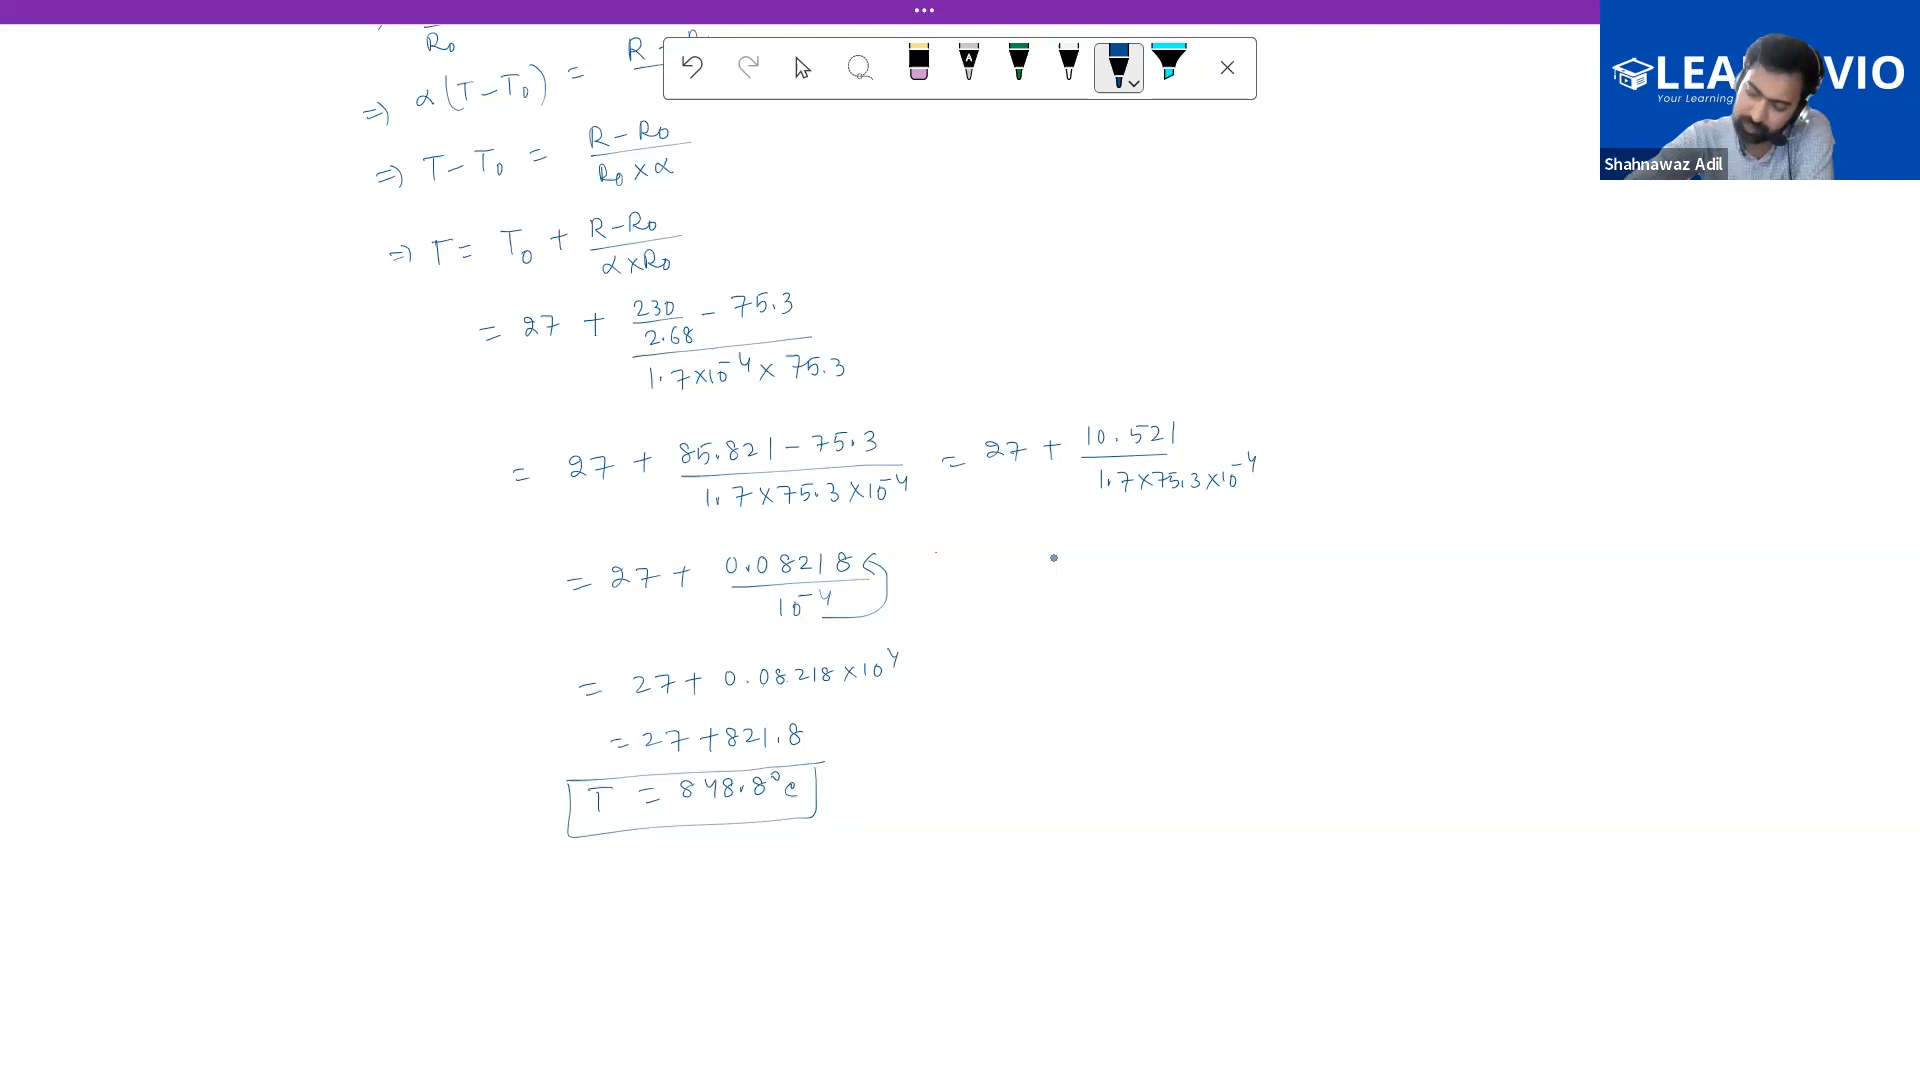 R₀
⇒ α(T-T₀) = R -
⇒ T-T₀ = R-R₀ / R₀×α
⇒ T = T₀ + R-R₀ / α×R₀
= 27 + 230/2.68 - 75.3 / 1.7×10⁻⁴ × 75.3
= 27 + 85.821-75.3 / 1.7×75.3×10⁻⁴ = 27 + 10.521 / 1.7×75.3×10⁻⁴
= 27 + 0.08218 / 10⁻⁴
= 27+ 0.08218×10⁴
= 27+821.8
T = 848.8°c
A
LEA VIO
Your Learning
Shahnawaz Adil